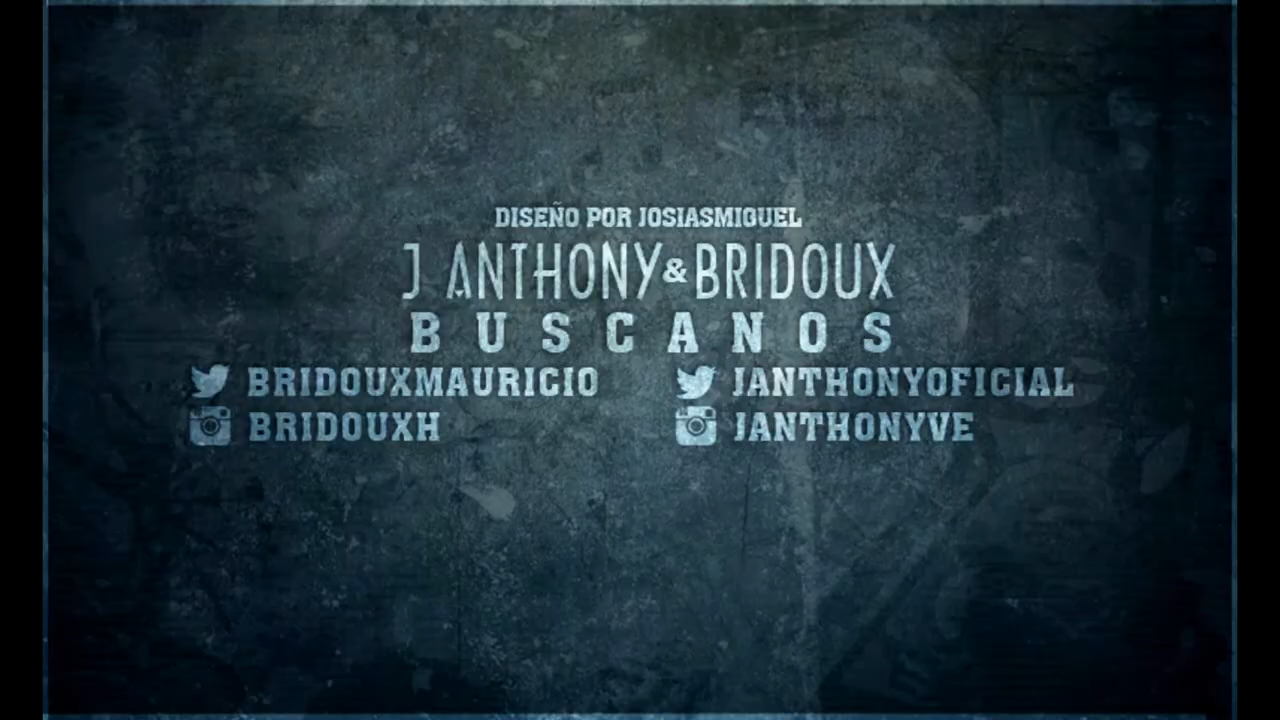 DISEÑO POR JOSIASMIGUEL
J ANTHONY & BRIDOUX
BUSCANOS
BRIDOUXMAURICIO JANTHONYOFICIAL
BRIDOUXH JANTHONYVE